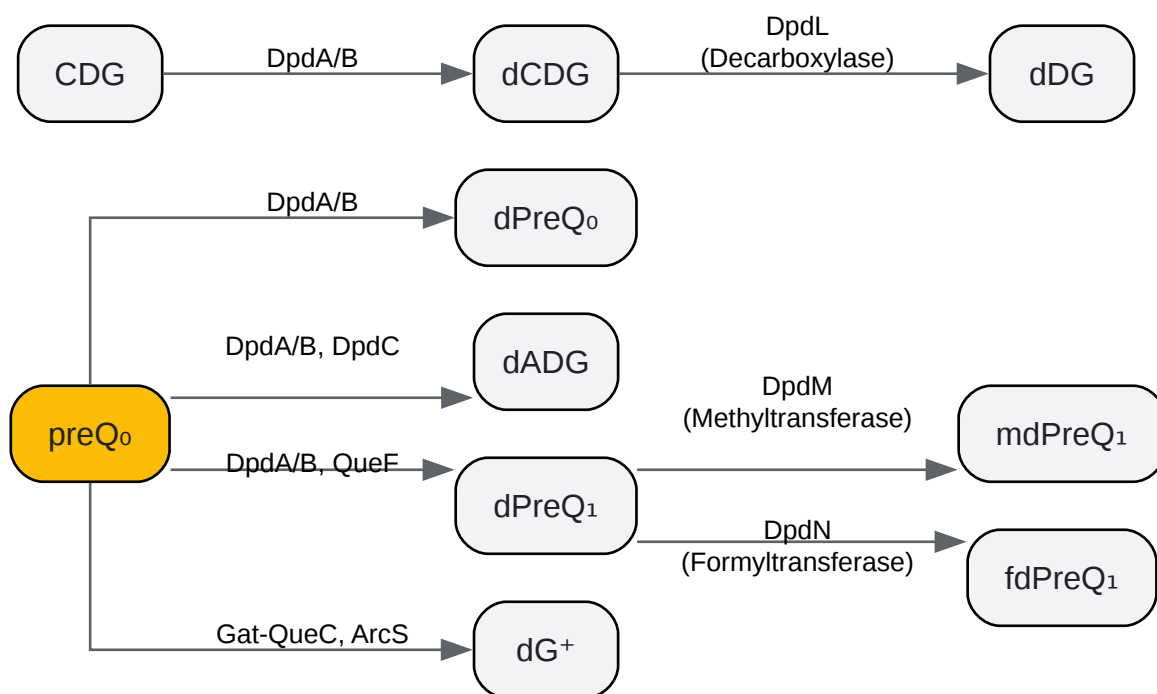 CDG
DpdA/B
dCDG
DpdL
(Decarboxylase)
dDG
DpdA/B
dPreQ₀
DpdA/B, DpdC
dADG
preQ₀
DpdA/B, QueF
dPreQ₁
DpdM
(Methyltransferase)
mdPreQ₁
DpdN
(Formyltransferase)
fdPreQ₁
Gat-QueC, ArcS
dG⁺